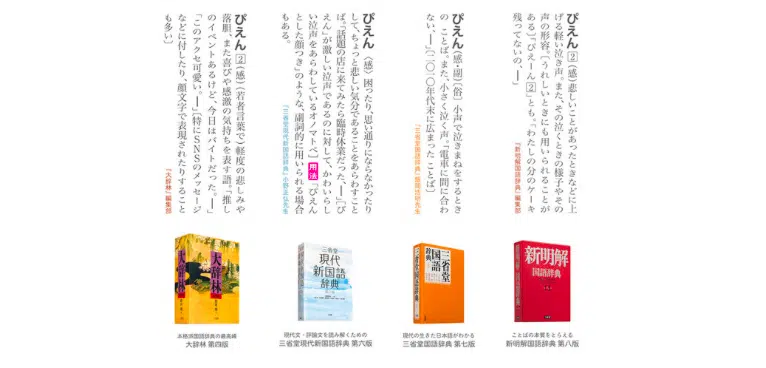 ぴえん 2（感）悲しいことがあったときなどに上
げる軽い泣き声。また、その泣くときの様子やその
声の形容。〔うれしいときにも用いられることが
ある〕「ぴえーん2」とも。「わたしの分のケーキ
残ってないの、━」
『新明解国語辞典』編集部
ぴえん（感・副）〔俗〕小声で泣きまねをするとき
の ことば。また、小さく泣く声。「電車に間に合わ
ない、━」〔二〇一〇年代末に広まった ことば〕
『三省堂国語辞典』飯間浩明先生
ぴえん〈感〉困ったり、思い通りにならなかったり
して、ちょっと悲しい気分であることをあらわすこと
ば。「話題の店に来てみたら臨時休業だった、━」〔「ぴ
えん」が激しい泣き声であるのに対して、かわいらし
い泣き声をあらわしているオノマトペ〕用法「ぴえん
とした顔つき」のような、副詞的に用いられる場合
もある。
『三省堂現代新国語辞典』小野正弘先生
ぴえん 2（感）〔若者言葉で〕軽度の悲しみや
落胆、また喜びや感激の気持ちを表す語。「推し
のイベントあるけど、今日はバイトだった。━」
「このアクセ可愛い。━」〔特にSNSのメッセージ
などに付したり、顔文字で表現されたりすること
も多い〕
『大辞林』編集部
大辞林
大辞林
三省堂
現代
新国語
辞典
三省堂
国語
辞典
三省堂国語辞典
新明解
国語辞典
新明解国語辞典
本格派国語辞典の最高峰
大辞林 第四版
現代文・評論文を読み解くための
三省堂現代新国語辞典 第六版
現代の生きた日本語がわかる
三省堂国語辞典 第七版
ことばの本質をとらえる
新明解国語辞典 第八版